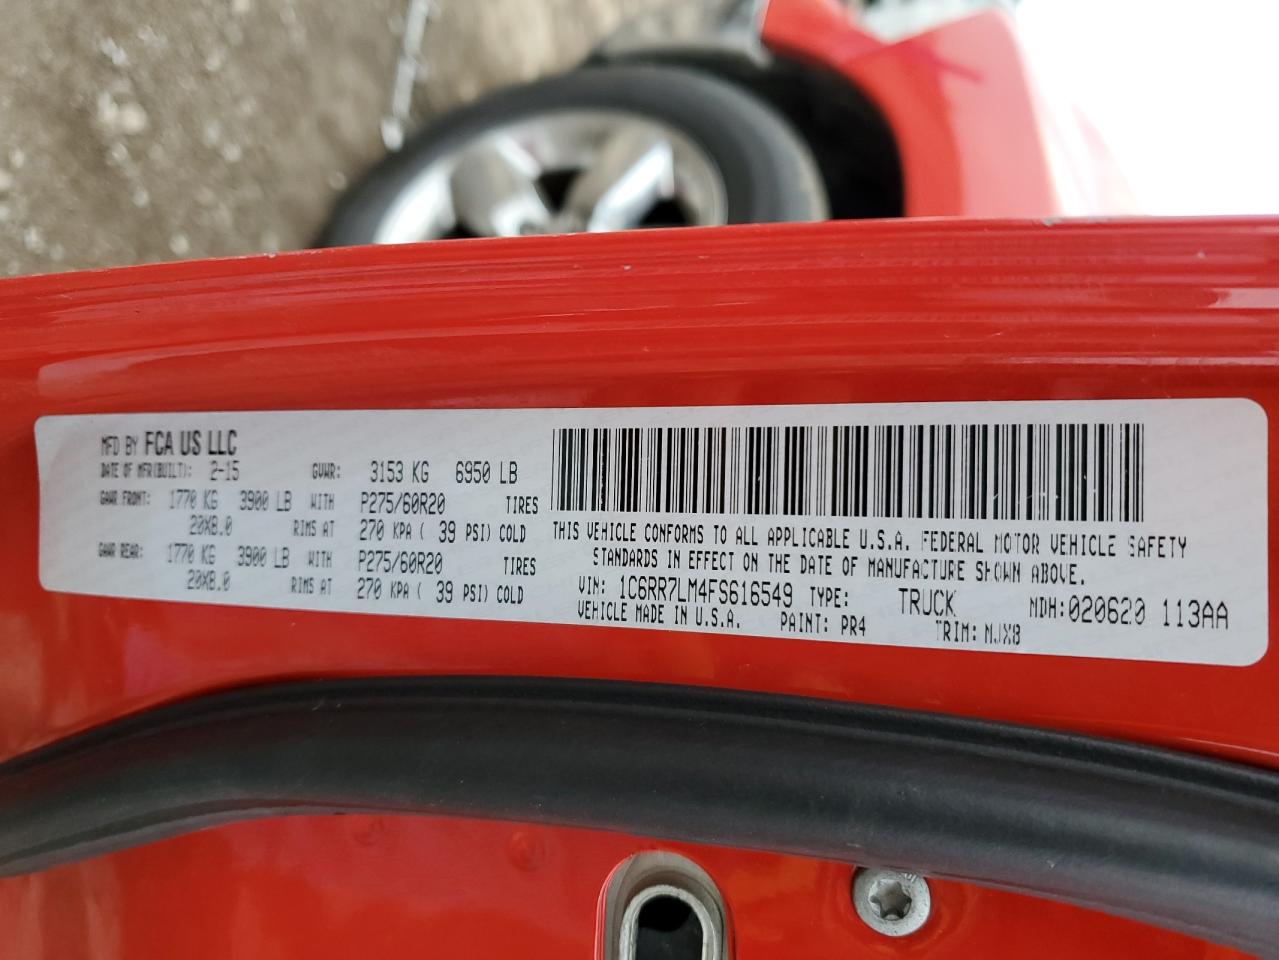 MFD BY FCA US LLC
DATE OF MFR(BUILT): 2-15 GVWR: 3153 KG 6950 LB
GAWR FRONT: 1770 KG 3900 LB WITH P275/60R20 TIRES
20X8.0 RIMS AT 270 KPA ( 39 PSI) COLD
GAWR REAR: 1770 KG 3900 LB WITH P275/60R20 TIRES
20X8.0 RIMS AT 270 KPA ( 39 PSI) COLD
THIS VEHICLE CONFORMS TO ALL APPLICABLE U.S.A. FEDERAL MOTOR VEHICLE SAFETY
STANDARDS IN EFFECT ON THE DATE OF MANUFACTURE SHOWN ABOVE.
VIN: 1C6RR7LM4FS616549 TYPE: TRUCK MDH:020620 113AA
VEHICLE MADE IN U.S.A. PAINT: PR4 TRIM: MJX8